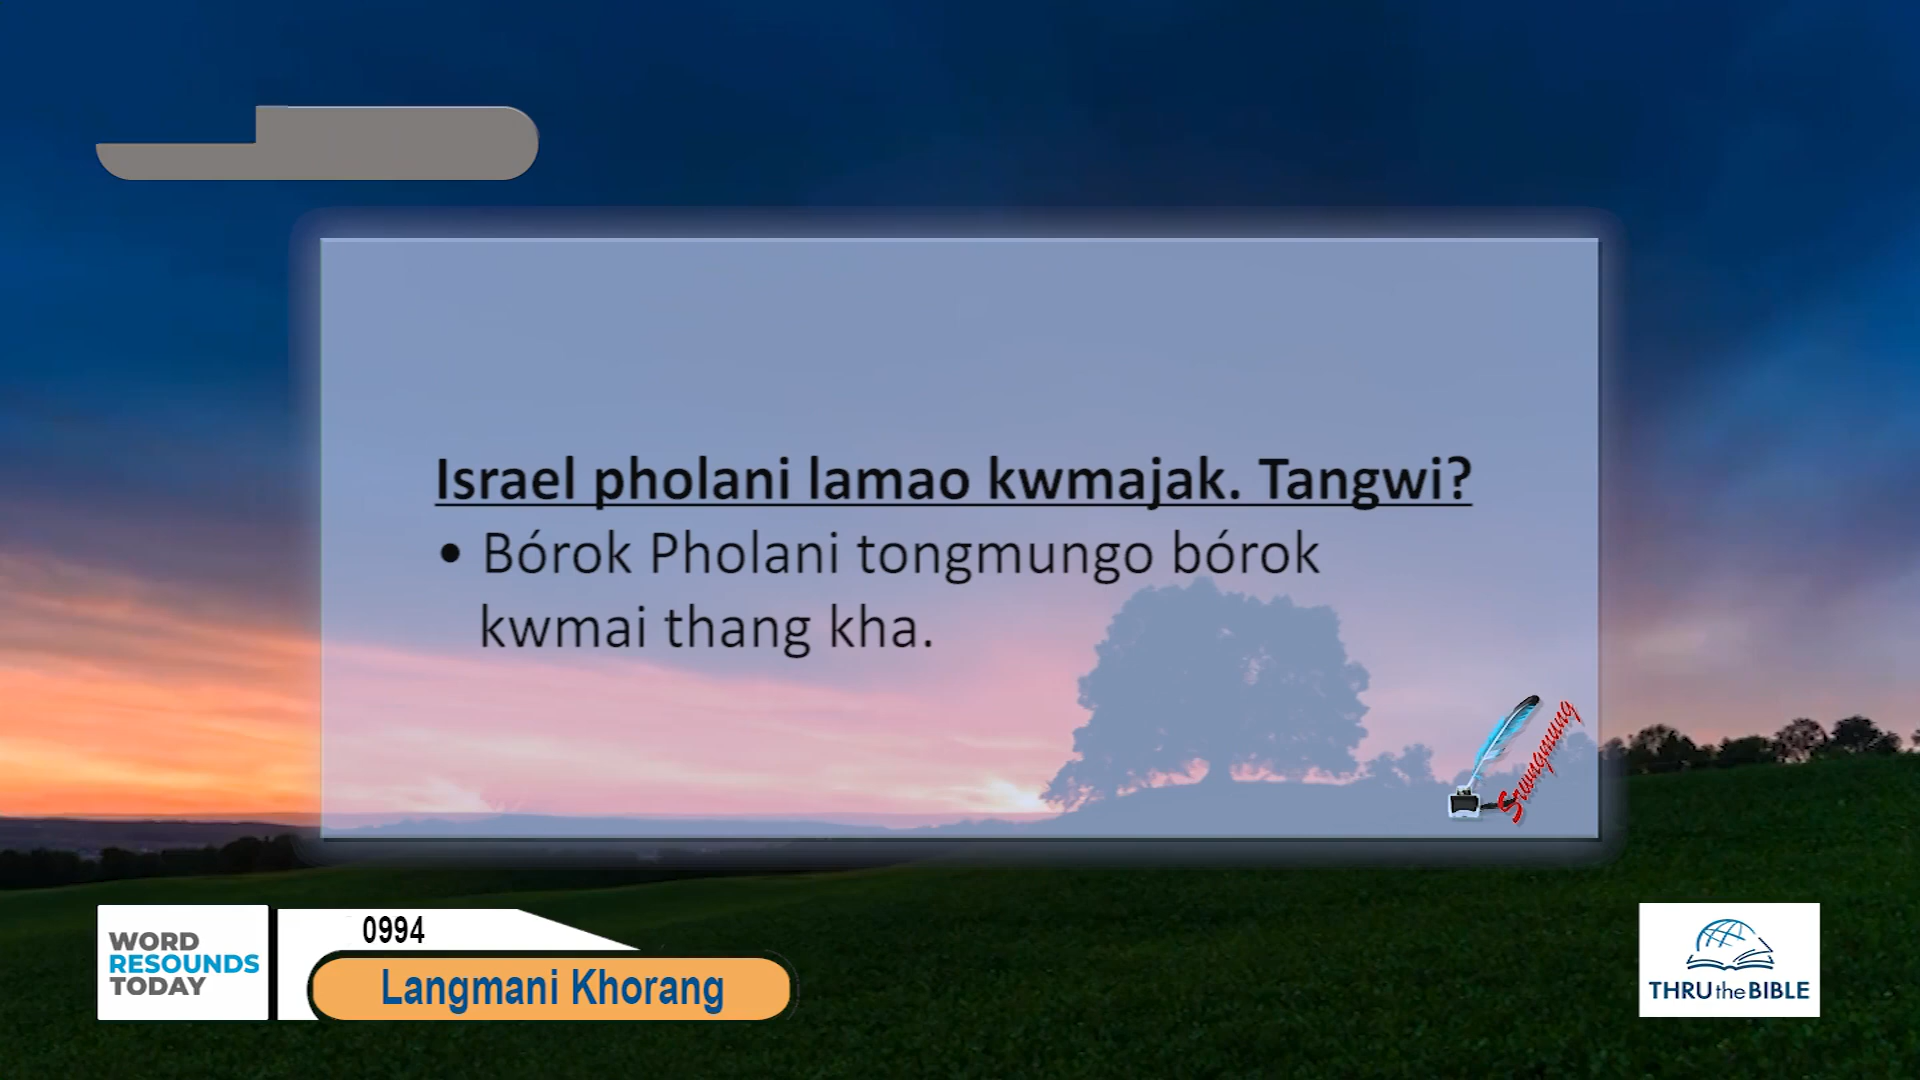 Israel pholani lamao kwmajak. Tangwi?
• Bórok Pholani tongmungo bórok
kwmai thang kha.
Srwngnung
WORD
RESOUNDS
TODAY
0994
Langmani Khorang
THRU the BIBLE